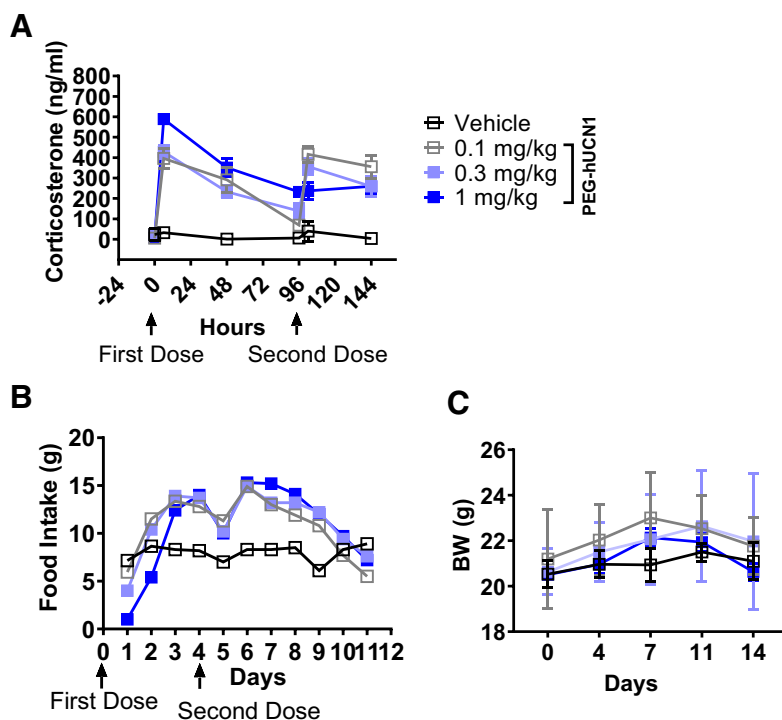 A
Corticosterone (ng/ml)
800
700
600
500
400
300
200
100
0
-24
0
24
48
72
96
120
144
Hours
First Dose
Second Dose
Vehicle
0.1 mg/kg
0.3 mg/kg
1 mg/kg
PEG-hUCN1
B
Food Intake (g)
20
15
10
5
0
0 1 2 3 4 5 6 7 8 9 10 11 12
Days
First Dose
Second Dose
C
BW (g)
26
24
22
20
18
0 4 7 11 14
Days